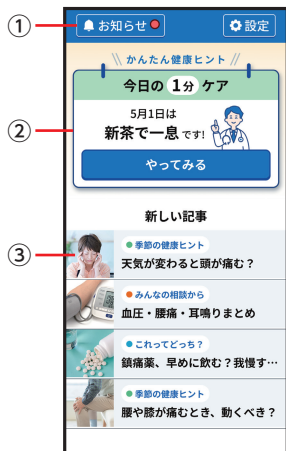 ① お知らせ 設定
\\ かんたん健康ヒント //
今日の 1分 ケア
② 5月1日は
新茶で一息 です!
やってみる
新しい記事
③ 季節の健康ヒント
天気が変わると頭が痛む？
みんなの相談から
血圧・腰痛・耳鳴りまとめ
これってどっち？
鎮痛薬、早めに飲む？我慢す…
季節の健康ヒント
腰や膝が痛むとき、動くべき？